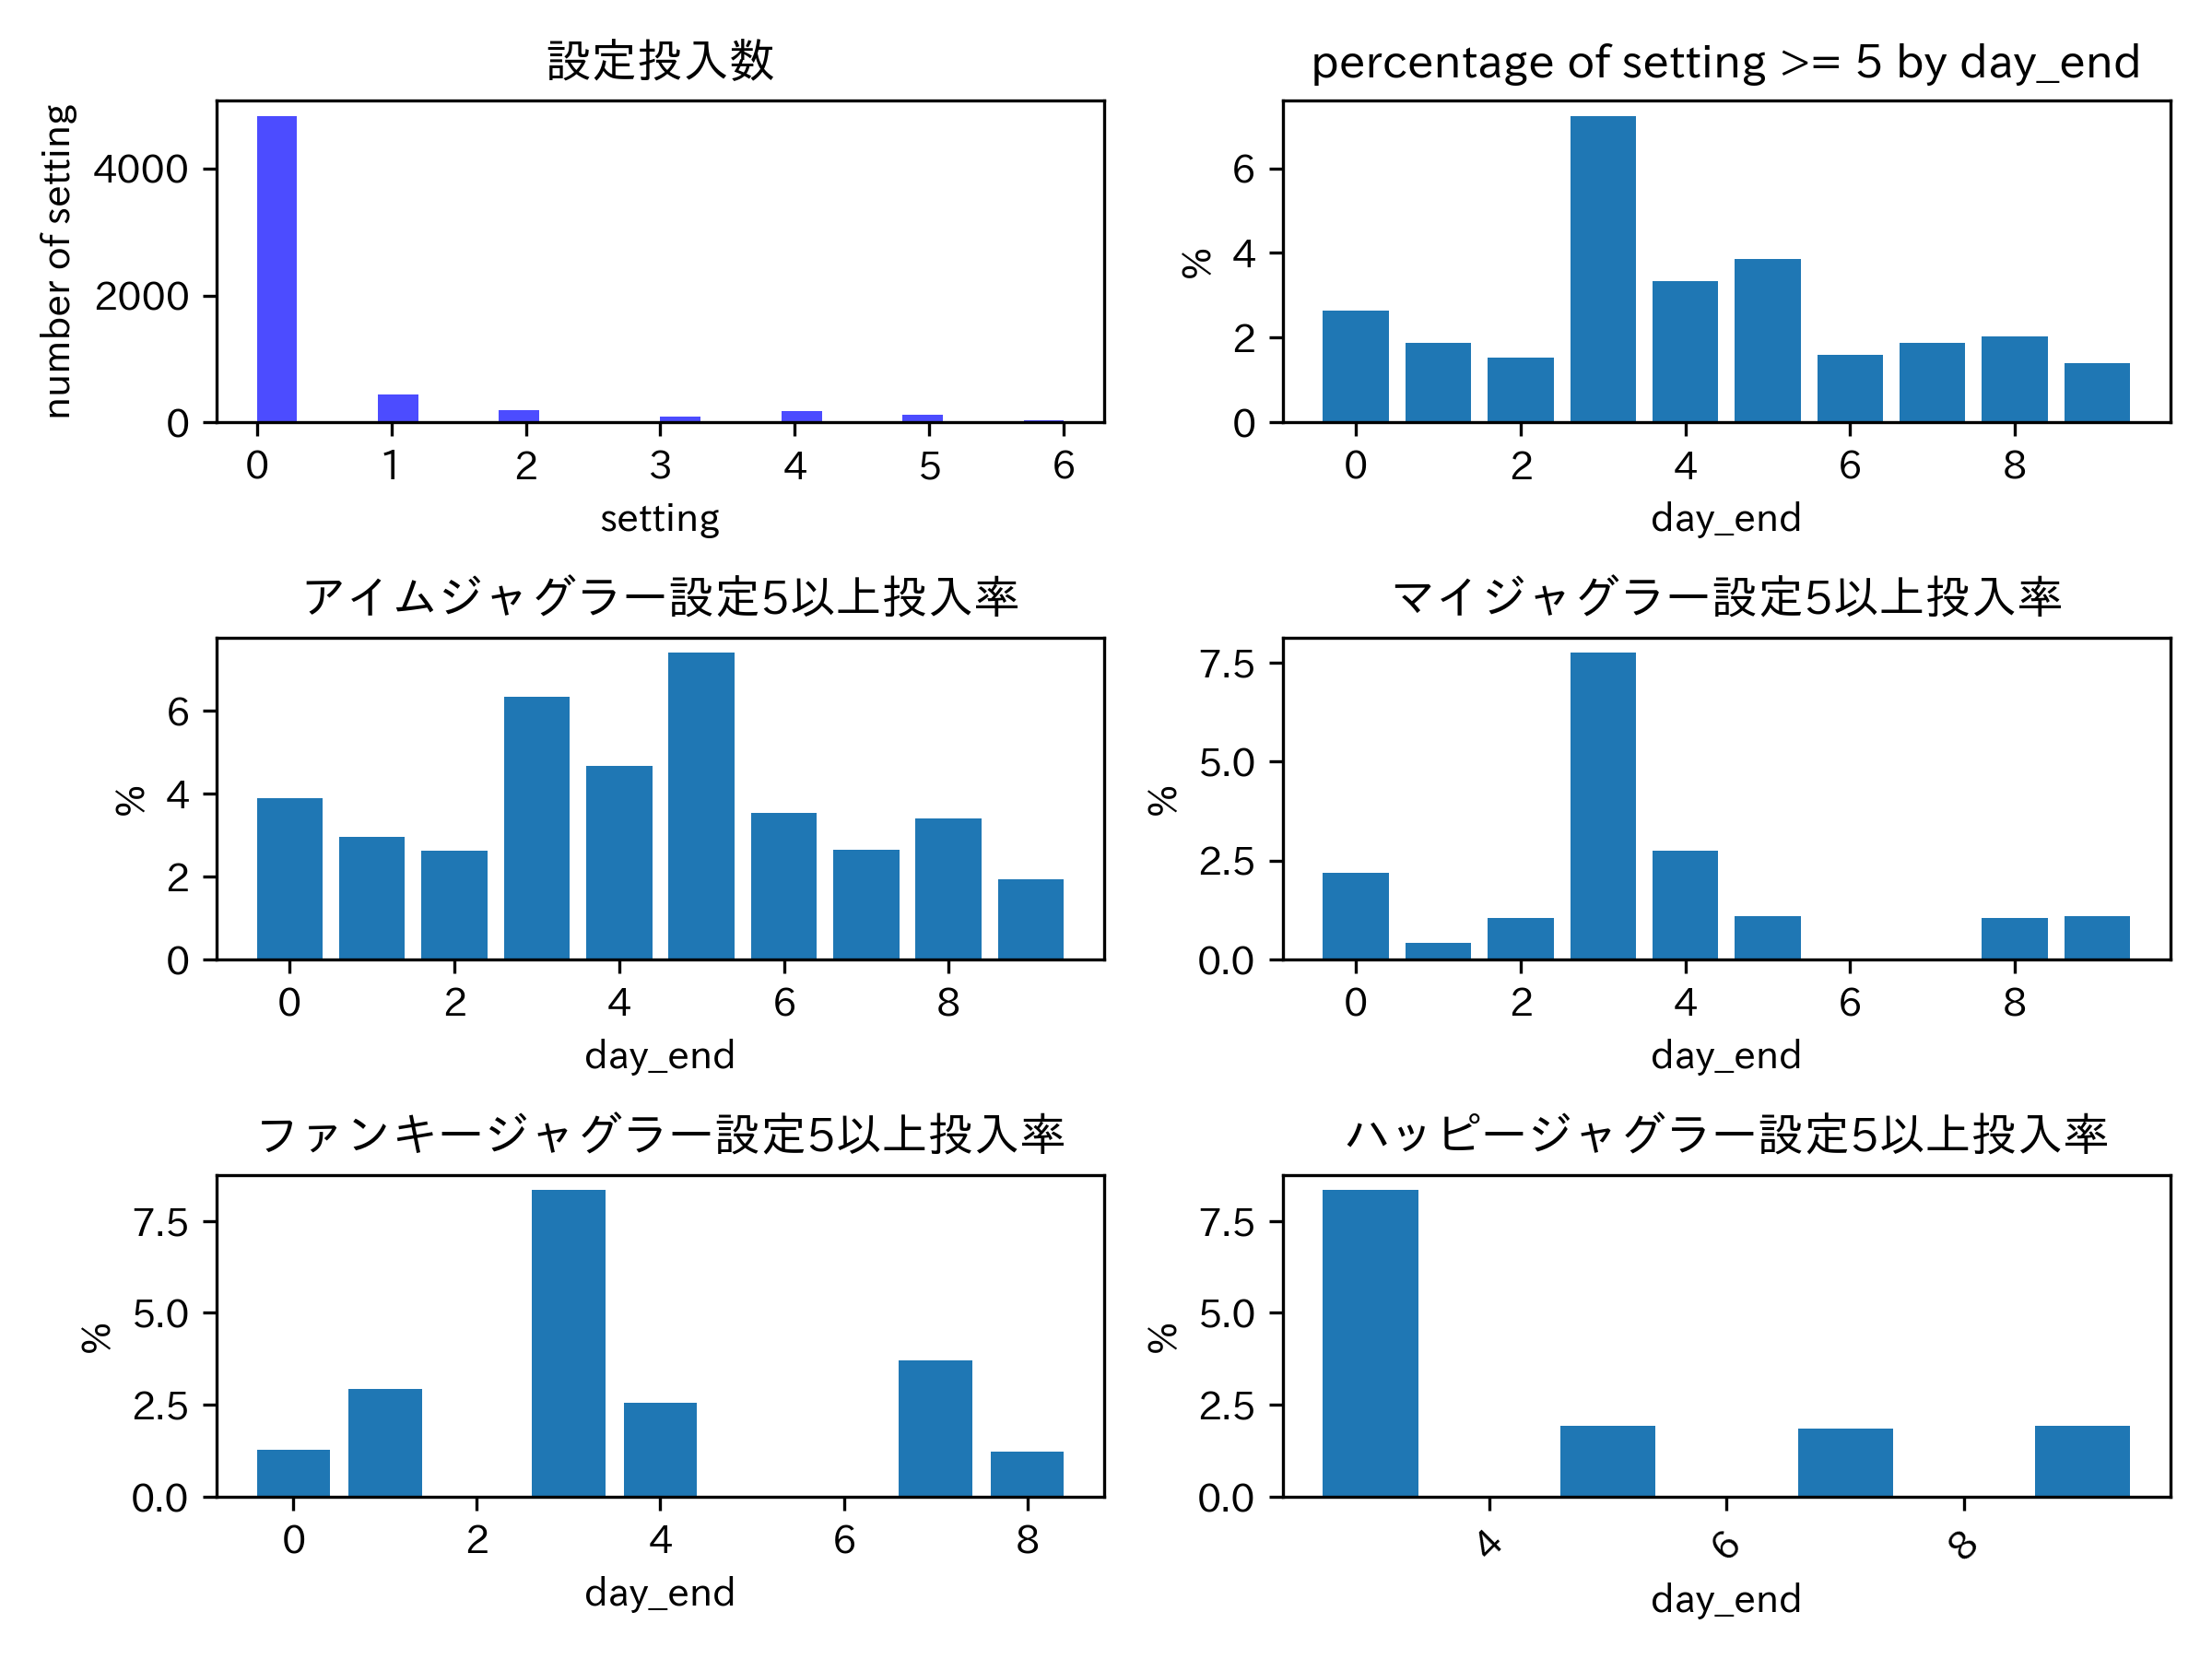 設定投入数
number of setting
4000
2000
0
0 1 2 3 4 5 6
setting
percentage of setting >= 5 by day_end
%
6
4
2
0
0 2 4 6 8
day_end
アイムジャグラー設定5以上投入率
%
6
4
2
0
0 2 4 6 8
day_end
マイジャグラー設定5以上投入率
%
7.5
5.0
2.5
0.0
0 2 4 6 8
day_end
ファンキージャグラー設定5以上投入率
%
7.5
5.0
2.5
0.0
0 2 4 6 8
day_end
ハッピージャグラー設定5以上投入率
%
7.5
5.0
2.5
0.0
4 6 8
day_end